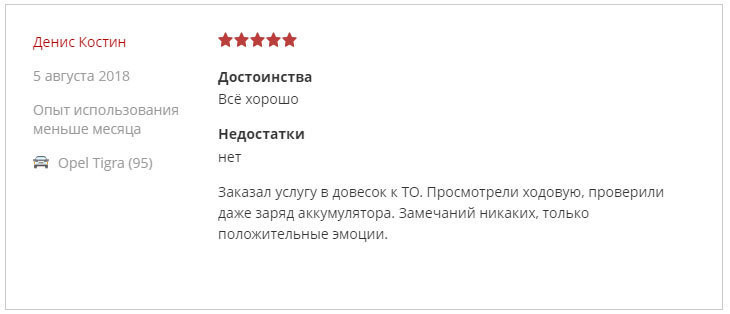 Денис Костин
5 августа 2018
Опыт использования
меньше месяца
Opel Tigra (95)
Достоинства
Всё хорошо
Недостатки
нет
Заказал услугу в довесок к ТО. Просмотрели ходовую, проверили
даже заряд аккумулятора. Замечаний никаких, только
положительные эмоции.